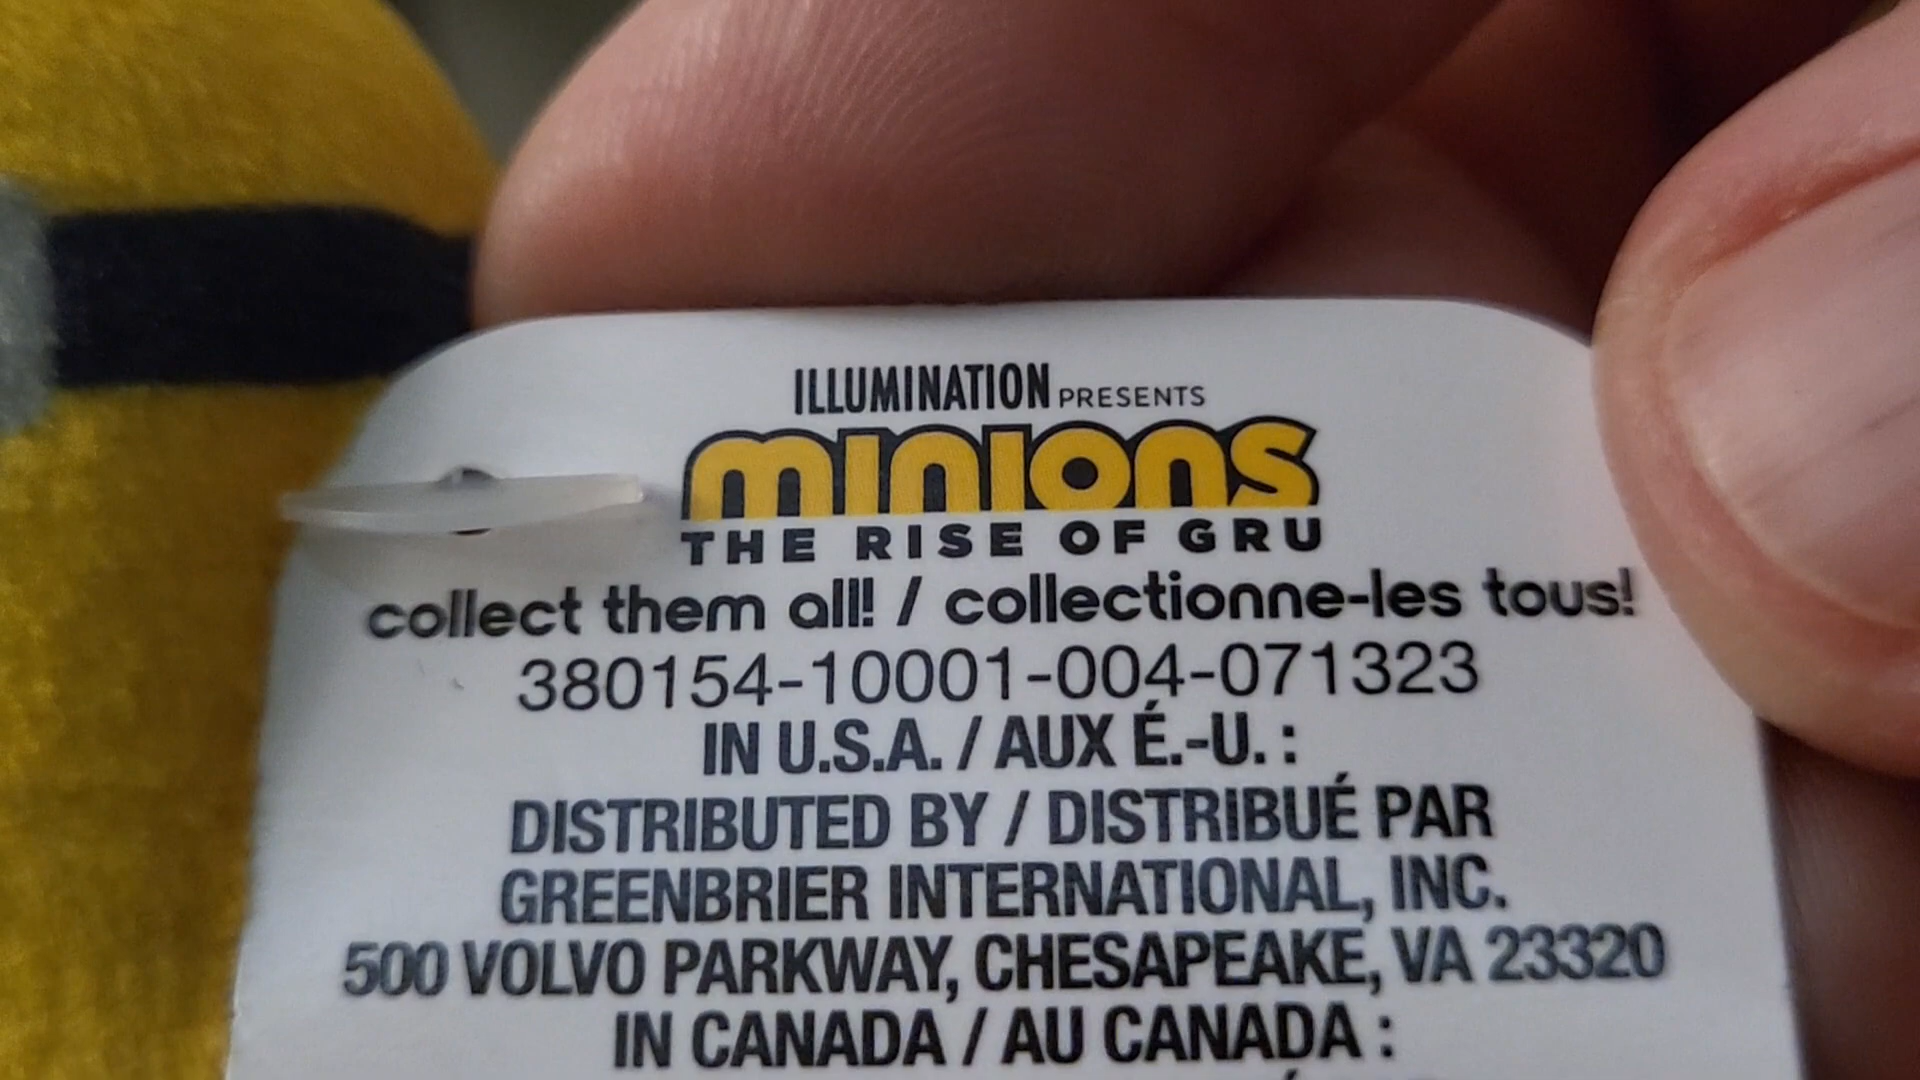 ILLUMINATION PRESENTS
minions
THE RISE OF GRU
collect them all! / collectionne-les tous!
380154-10001-004-071323
IN U.S.A. / AUX É.-U. :
DISTRIBUTED BY / DISTRIBUÉ PAR
GREENBRIER INTERNATIONAL, INC.
500 VOLVO PARKWAY, CHESAPEAKE, VA 23320
IN CANADA / AU CANADA :